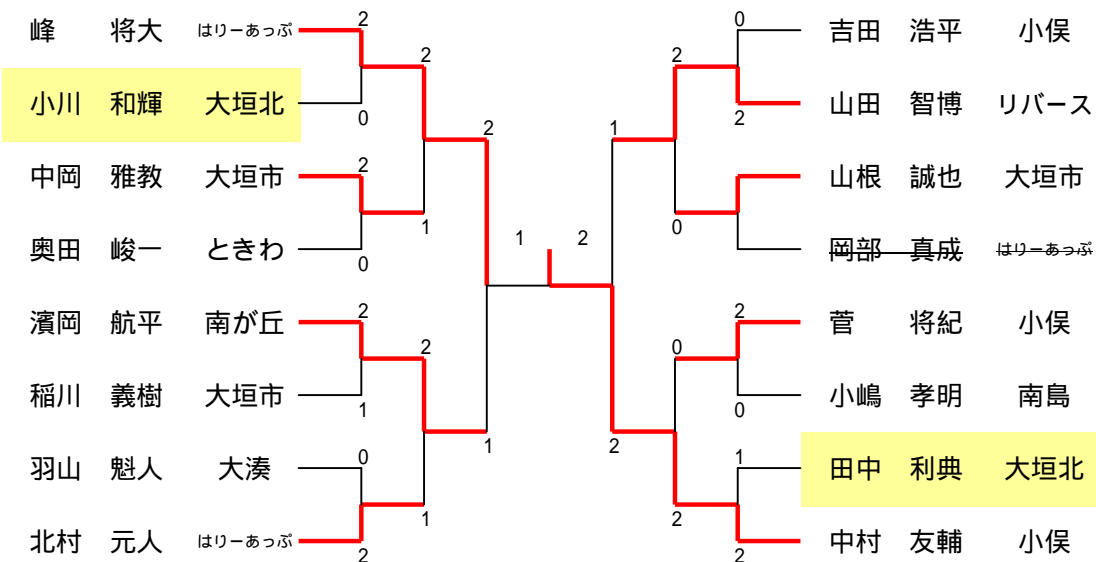 峰 将大 はりーあっぷ 2 0 吉田 浩平 小俣
2 2
小川 和輝 大垣北 0 2 山田 智博 リバース
2 1
中岡 雅教 大垣市 2 山根 誠也 大垣市
1 0
奥田 峻一 ときわ 0 岡部 真成 はりーあっぷ
1 2
濱岡 航平 南が丘 2 2 菅 将紀 小俣
2 0
稲川 義樹 大垣市 1 0 小嶋 孝明 南島
1 2
羽山 魁人 大湊 0 1 田中 利典 大垣北
1 2
北村 元人 はりーあっぷ 2 2 中村 友輔 小俣